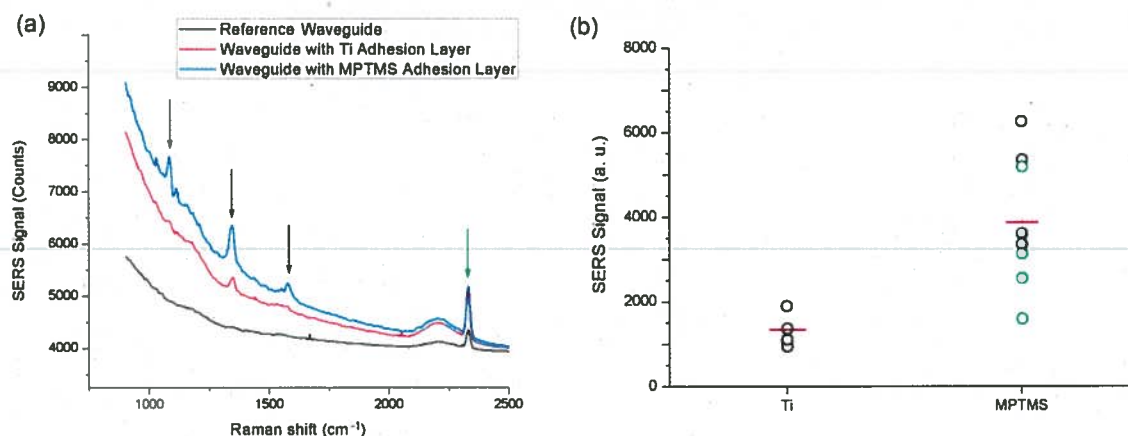 (a)
Reference Waveguide
Waveguide with Ti Adhesion Layer
Waveguide with MPTMS Adhesion Layer
SERS Signal (Counts)
9000
8000
7000
6000
5000
4000
1000
1500
2000
2500
Raman shift (cm⁻¹)
(b)
SERS Signal (a. u.)
8000
6000
4000
2000
0
Ti
MPTMS